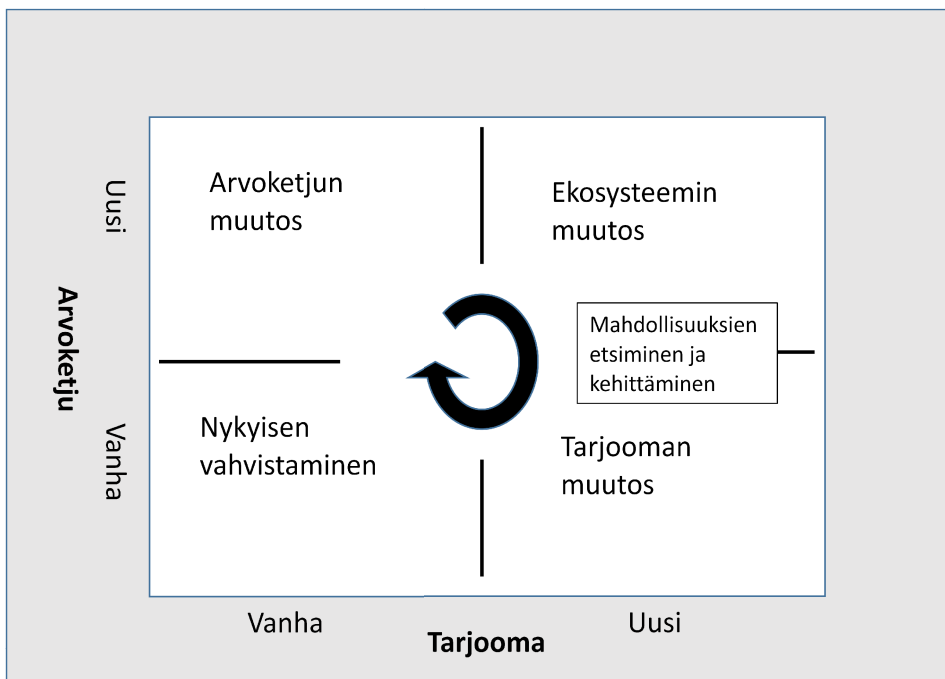 Arvoketjun
muutos
Ekosysteemin
muutos
Uusi
Arvoketju
Mahdollisuuksien
etsiminen ja
kehittäminen
Nykyisen
vahvistaminen
Tarjooman
muutos
Vanha
Vanha
Uusi
Tarjooma